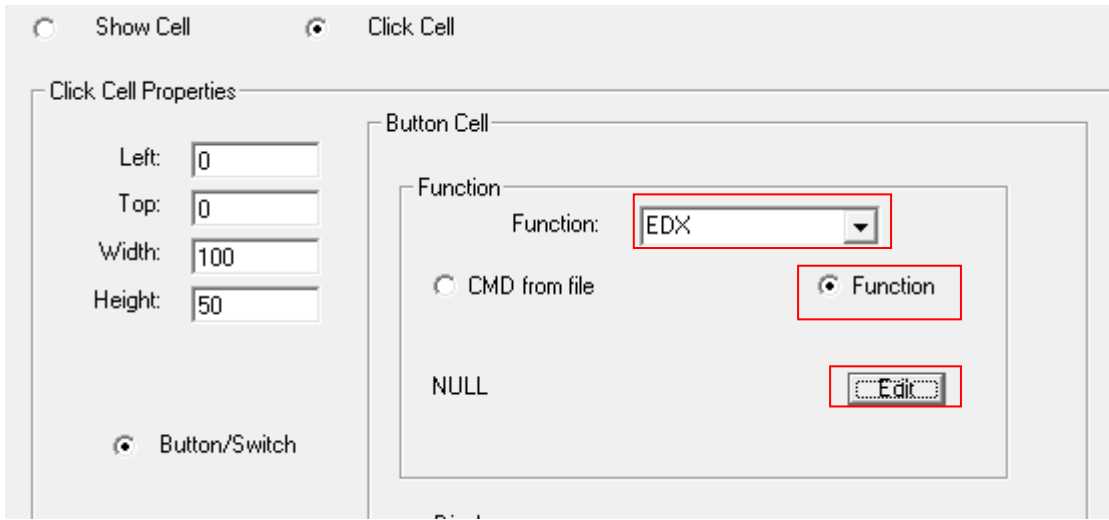 Show Cell Click Cell
Click Cell Properties
Button Cell
Left: 0
Function
Top: 0
Function: EDX
Width: 100
CMD from file Function
Height: 50
NULL Edit
Button/Switch